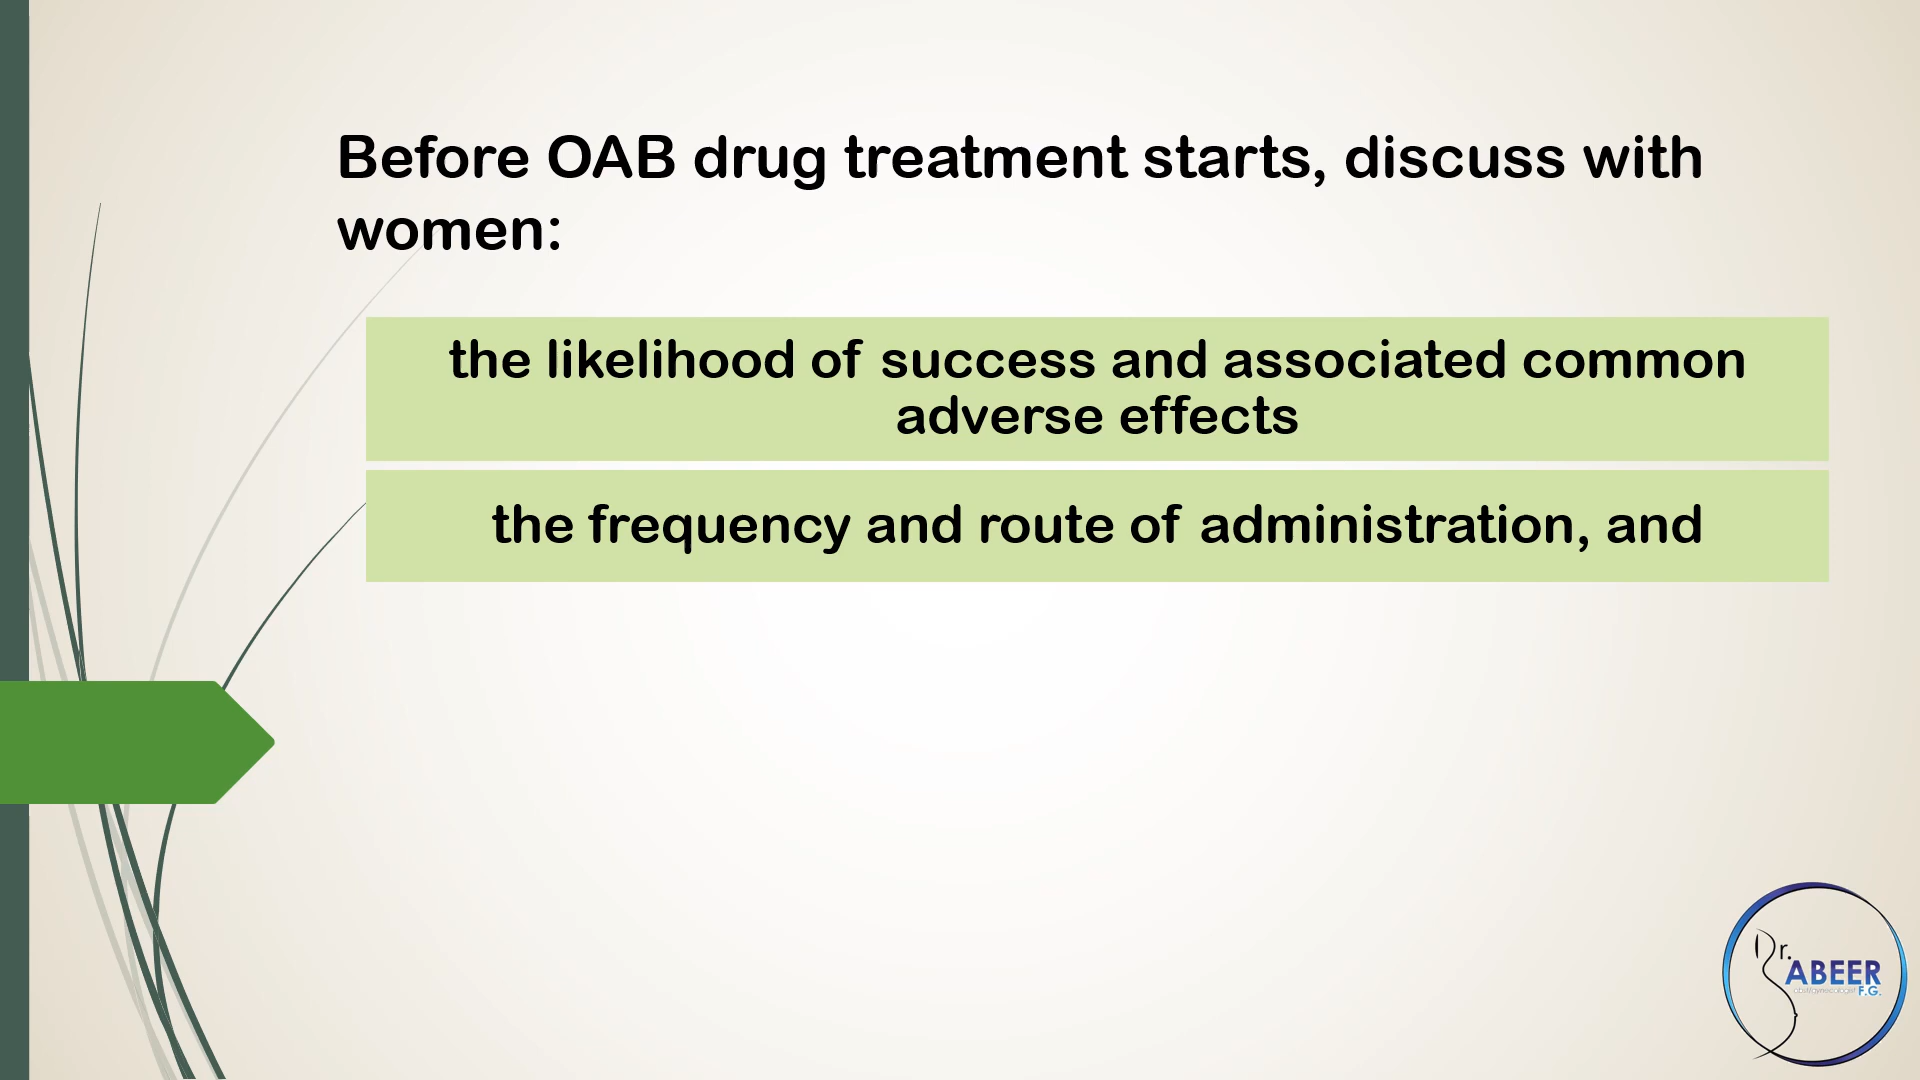 Before OAB drug treatment starts, discuss with
women:
the likelihood of success and associated common
adverse effects
the frequency and route of administration, and
Dr.
ABEER
F.G.